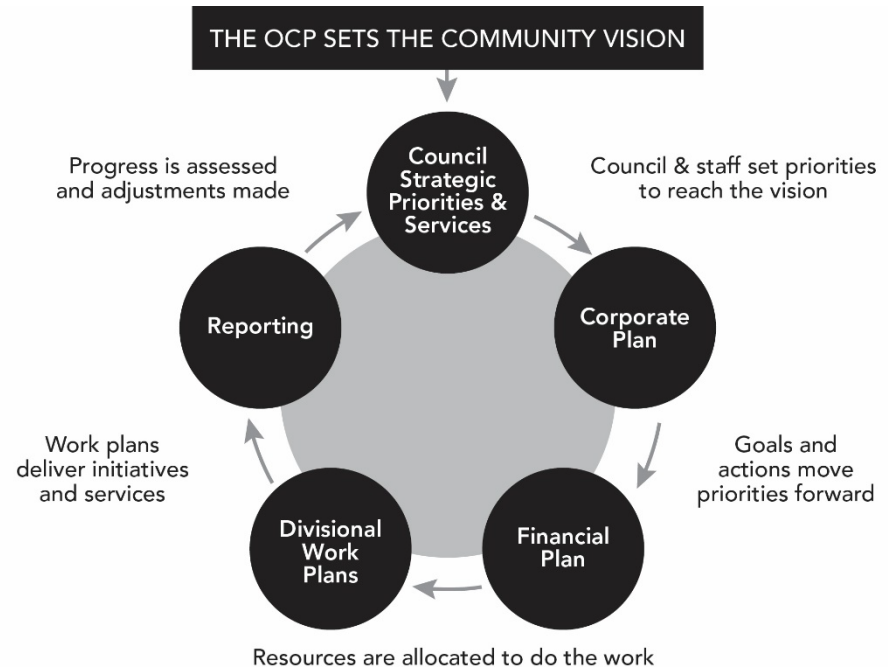 THE OCP SETS THE COMMUNITY VISION
Council
Strategic
Priorities &
Services
Council & staff set priorities
to reach the vision
Corporate
Plan
Goals and
actions move
priorities forward
Financial
Plan
Resources are allocated to do the work
Divisional
Work
Plans
Work plans
deliver initiatives
and services
Reporting
Progress is assessed
and adjustments made